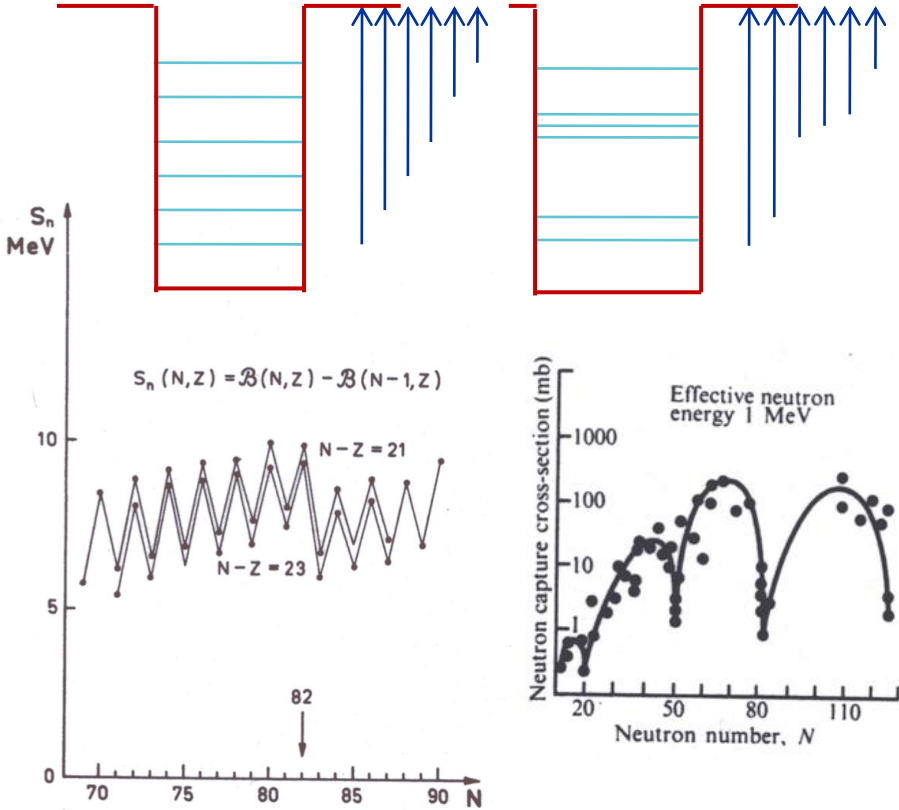 S_n
MeV
S_n (N,Z) = ℬ(N,Z) − ℬ(N−1,Z)
10
N−Z = 21
N−Z = 23
5
82
0
70
75
80
85
90
N
Neutron capture cross-section (mb)
Effective neutron
energy 1 MeV
1000
100
10
1
20
50
80
110
Neutron number, N